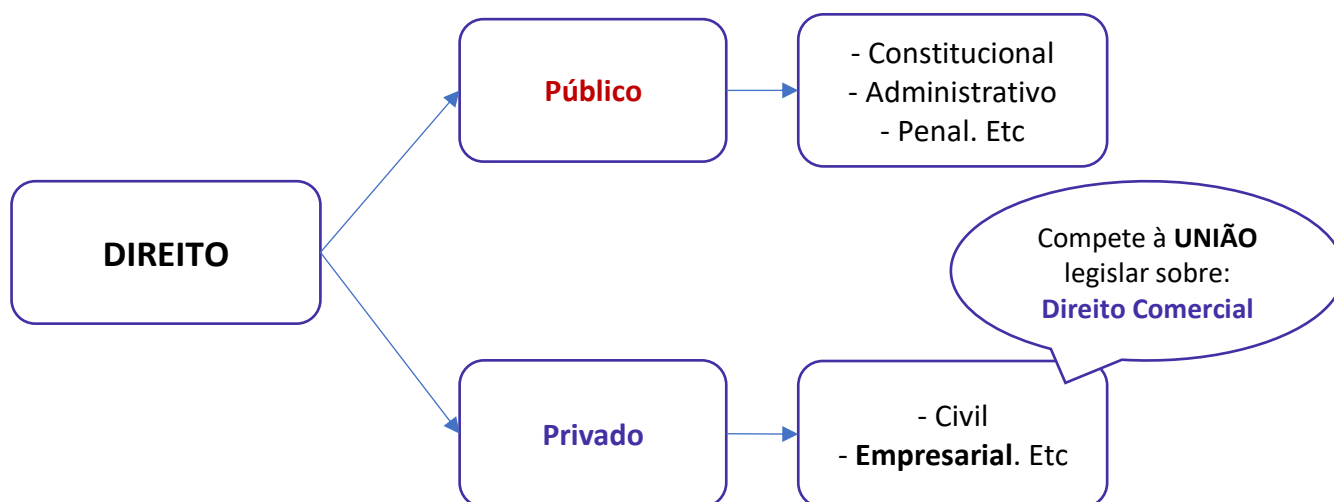 DIREITO
Público
- Constitucional
- Administrativo
- Penal. Etc
Compete à UNIÃO
legislar sobre:
Direito Comercial
Privado
- Civil
- Empresarial. Etc